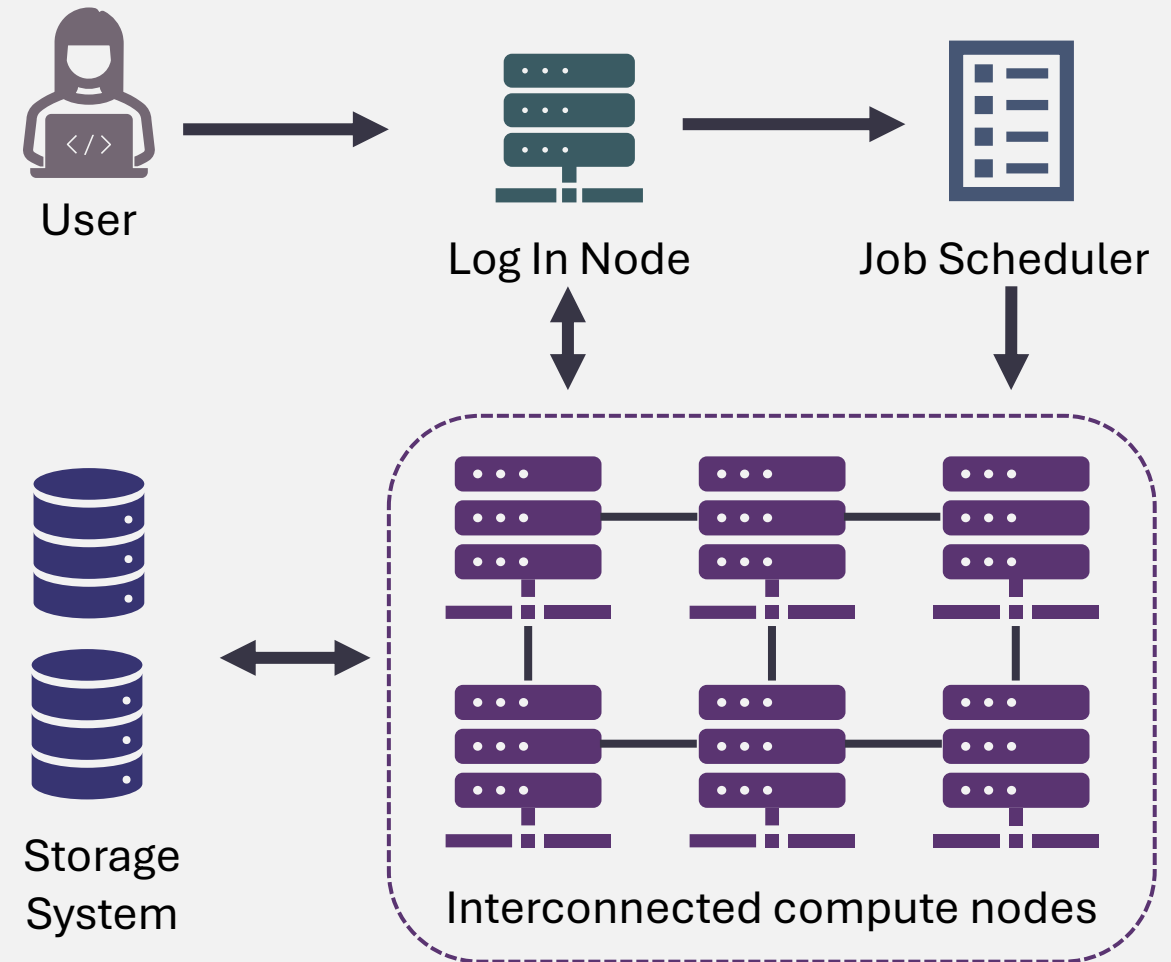 </>
User
Log In Node
Job Scheduler
Storage
System
Interconnected compute nodes